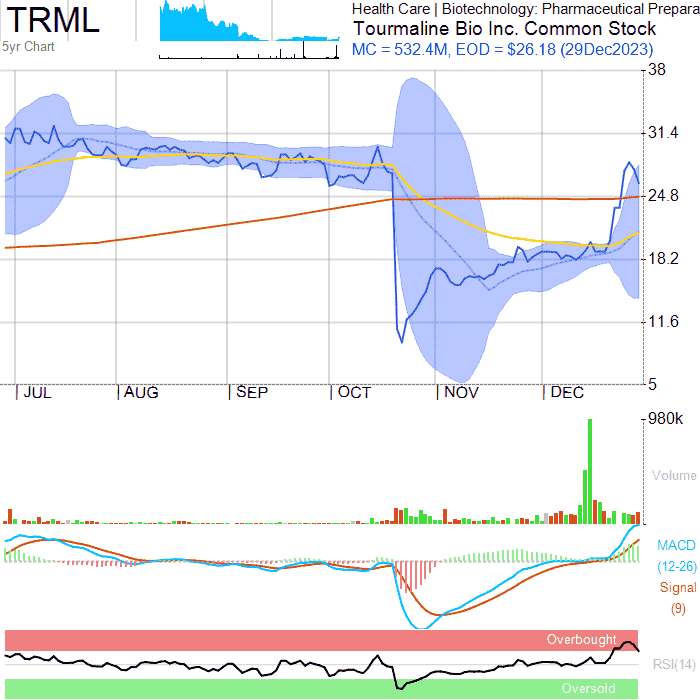 TRML
5yr Chart
Health Care | Biotechnology: Pharmaceutical Prepara
Tourmaline Bio Inc. Common Stock
MC = 532.4M, EOD = $26.18 (29Dec2023)
38
31.4
24.8
18.2
11.6
5
JUL AUG SEP OCT NOV DEC
980k
Volume
MACD
(12-26)
Signal
(9)
Overbought
RSI(14)
Oversold